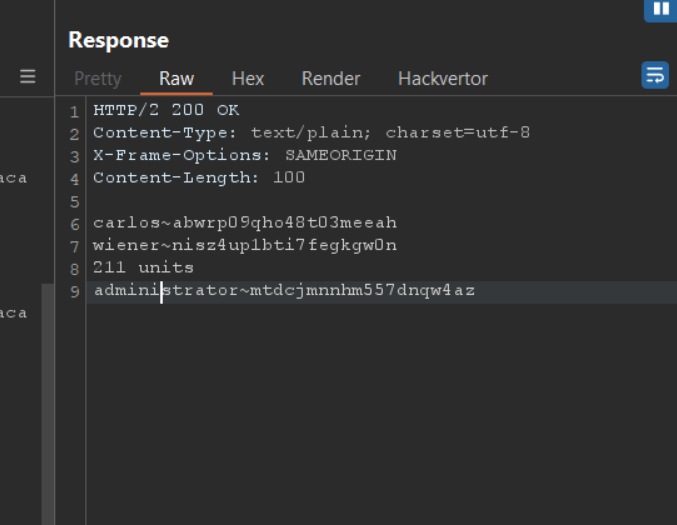 Response
Pretty Raw Hex Render Hackvertor
1 HTTP/2 200 OK
2 Content-Type: text/plain; charset=utf-8
3 X-Frame-Options: SAMEORIGIN
aca
4 Content-Length: 100
5
6 carlos~abwrp09qho48t03meeah
7 wiener~nisz4up1bti7fegkgw0n
8 211 units
9 administrator~mtdcjmnnhm557dnqw4az
aca